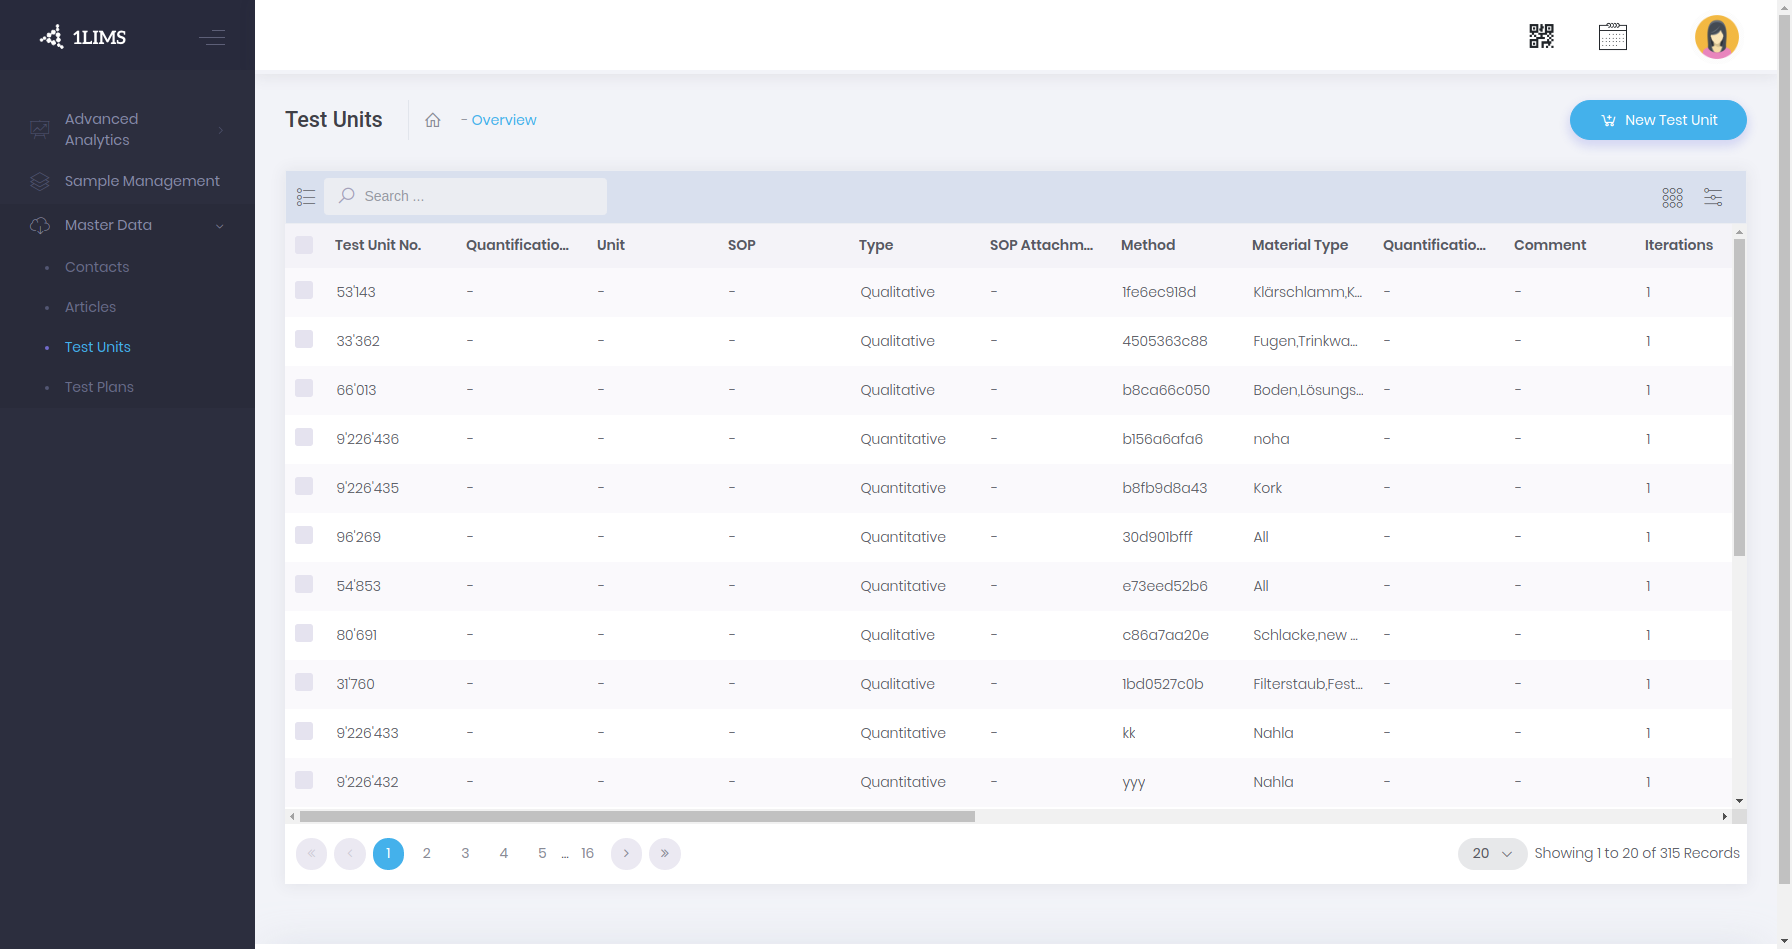 1LIMS
Advanced
Analytics
Sample Management
Master Data
Contacts
Articles
Test Units
Test Plans
Test Units - Overview
New Test Unit
Search ...
Test Unit No. Quantificatio... Unit SOP Type SOP Attachm... Method Material Type Quantificatio... Comment Iterations
53'143 - - - Qualitative - 1fe6ec918d Klärschlamm,K... - - 1
33'362 - - - Qualitative - 4505363c88 Fugen,Trinkwa... - - 1
66'013 - - - Qualitative - b8ca66c050 Boden,Lösungs... - - 1
9'226'436 - - - Quantitative - b156a6afa6 noha - - 1
9'226'435 - - - Quantitative - b8fb9d8a43 Kork - - 1
96'269 - - - Quantitative - 30d901bfff All - - 1
54'853 - - - Quantitative - e73eed52b6 All - - 1
80'691 - - - Qualitative - c86a7aa20e Schlacke,new ... - - 1
31'760 - - - Qualitative - 1bd0527c0b Filterstaub,Fest... - - 1
9'226'433 - - - Quantitative - kk Nahla - - 1
9'226'432 - - - Quantitative - yyy Nahla - - 1
« ‹ 1 2 3 4 5 ... 16 › » 20 Showing 1 to 20 of 315 Records